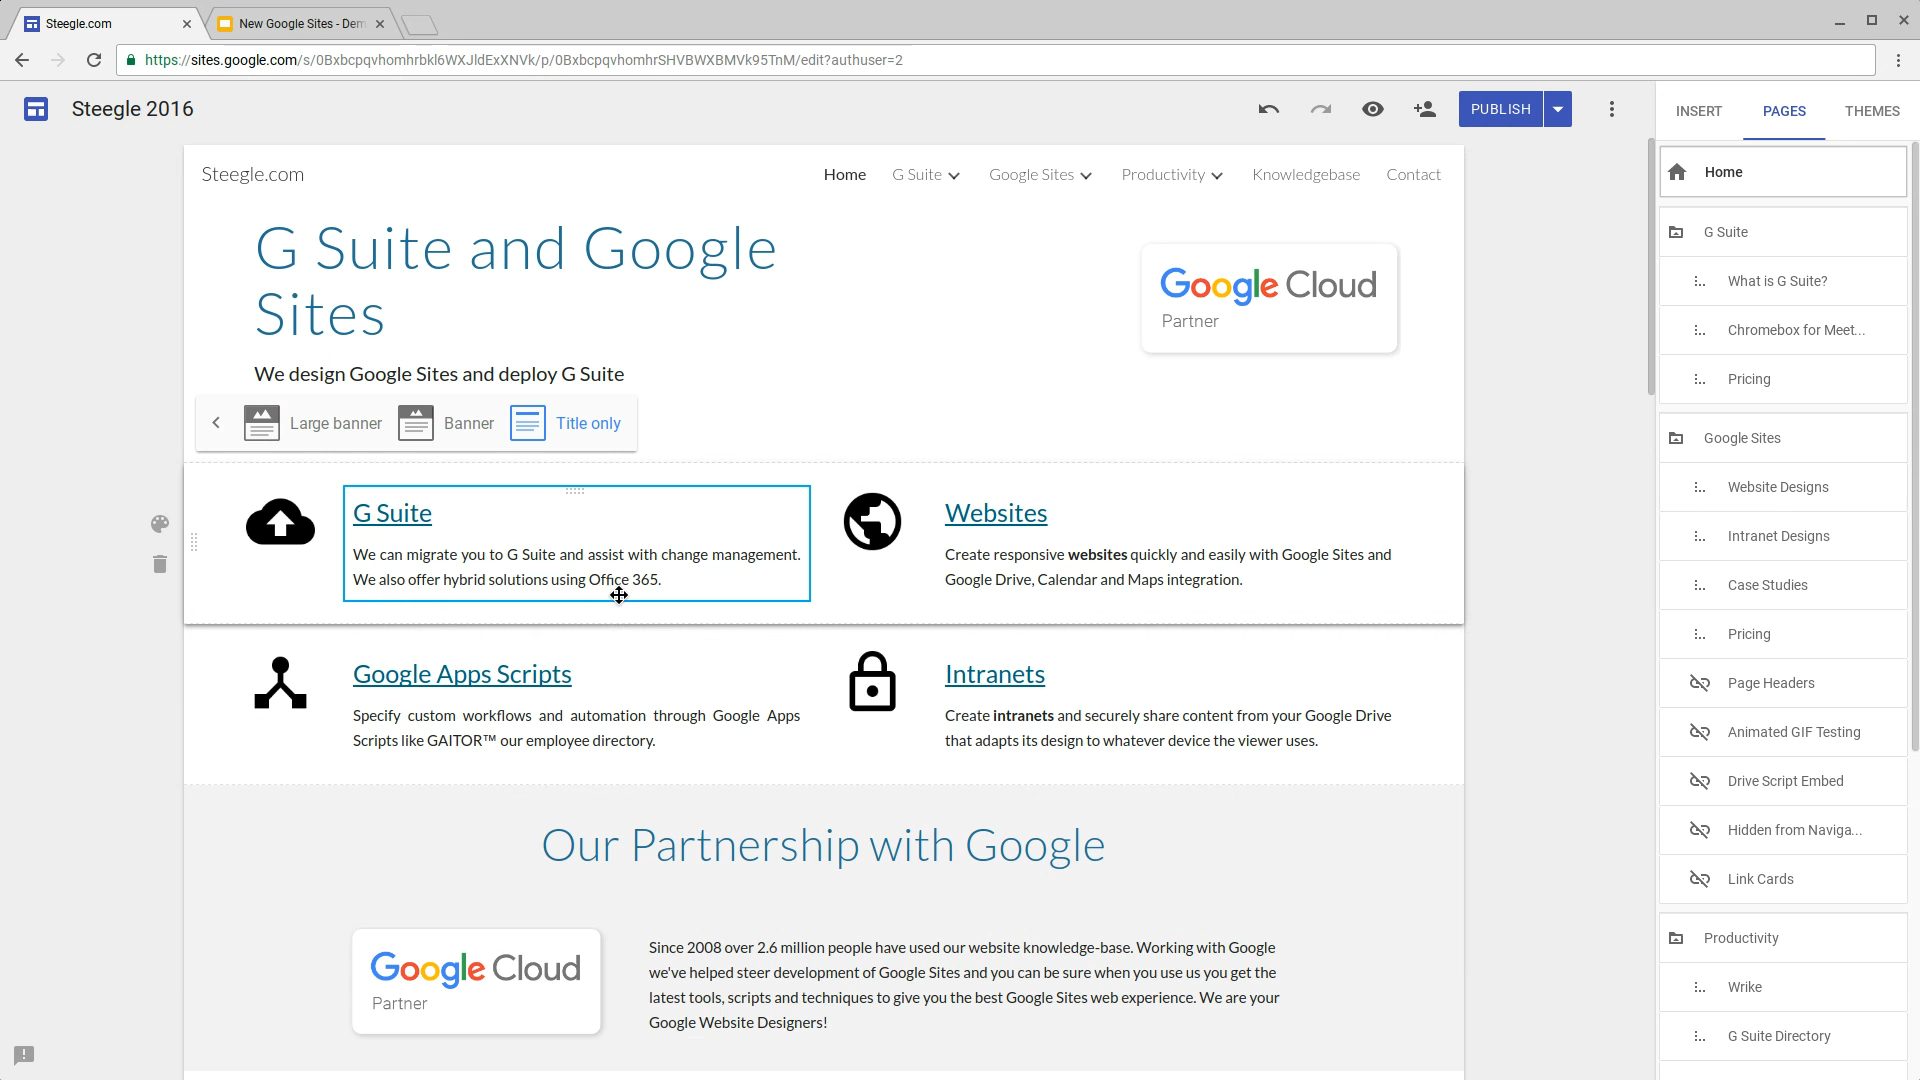 Steegle.com
New Google Sites - Dem
https://sites.google.com/s/0Bxbcpqvhomhrbkl6WXJldExXNVk/p/0BxbcpqvhomhrSHVBWXBMVk95TnM/edit?authuser=2
Steegle 2016
PUBLISH
INSERT
PAGES
THEMES
Steegle.com
Home
G Suite
Google Sites
Productivity
Knowledgebase
Contact
G Suite and Google
Sites
We design Google Sites and deploy G Suite
Google Cloud
Partner
Large banner
Banner
Title only
G Suite
We can migrate you to G Suite and assist with change management.
We also offer hybrid solutions using Office 365.
Websites
Create responsive websites quickly and easily with Google Sites and
Google Drive, Calendar and Maps integration.
Google Apps Scripts
Specify custom workflows and automation through Google Apps
Scripts like GAITOR™ our employee directory.
Intranets
Create intranets and securely share content from your Google Drive
that adapts its design to whatever device the viewer uses.
Our Partnership with Google
Google Cloud
Partner
Since 2008 over 2.6 million people have used our website knowledge-base. Working with Google
we've helped steer development of Google Sites and you can be sure when you use us you get the
latest tools, scripts and techniques to give you the best Google Sites web experience. We are your
Google Website Designers!
Home
G Suite
What is G Suite?
Chromebox for Meet...
Pricing
Google Sites
Website Designs
Intranet Designs
Case Studies
Pricing
Page Headers
Animated GIF Testing
Drive Script Embed
Hidden from Naviga...
Link Cards
Productivity
Wrike
G Suite Directory